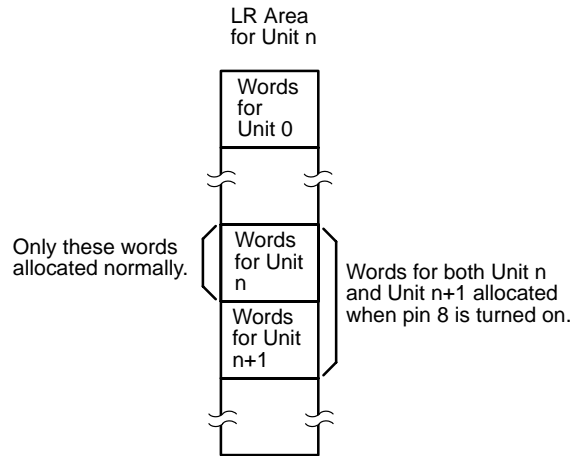 LR Area
for Unit n
Words
for
Unit 0
Only these words
allocated normally.
Words
for Unit
n
Words for both Unit n
and Unit n+1 allocated
when pin 8 is turned on.
Words
for Unit
n+1